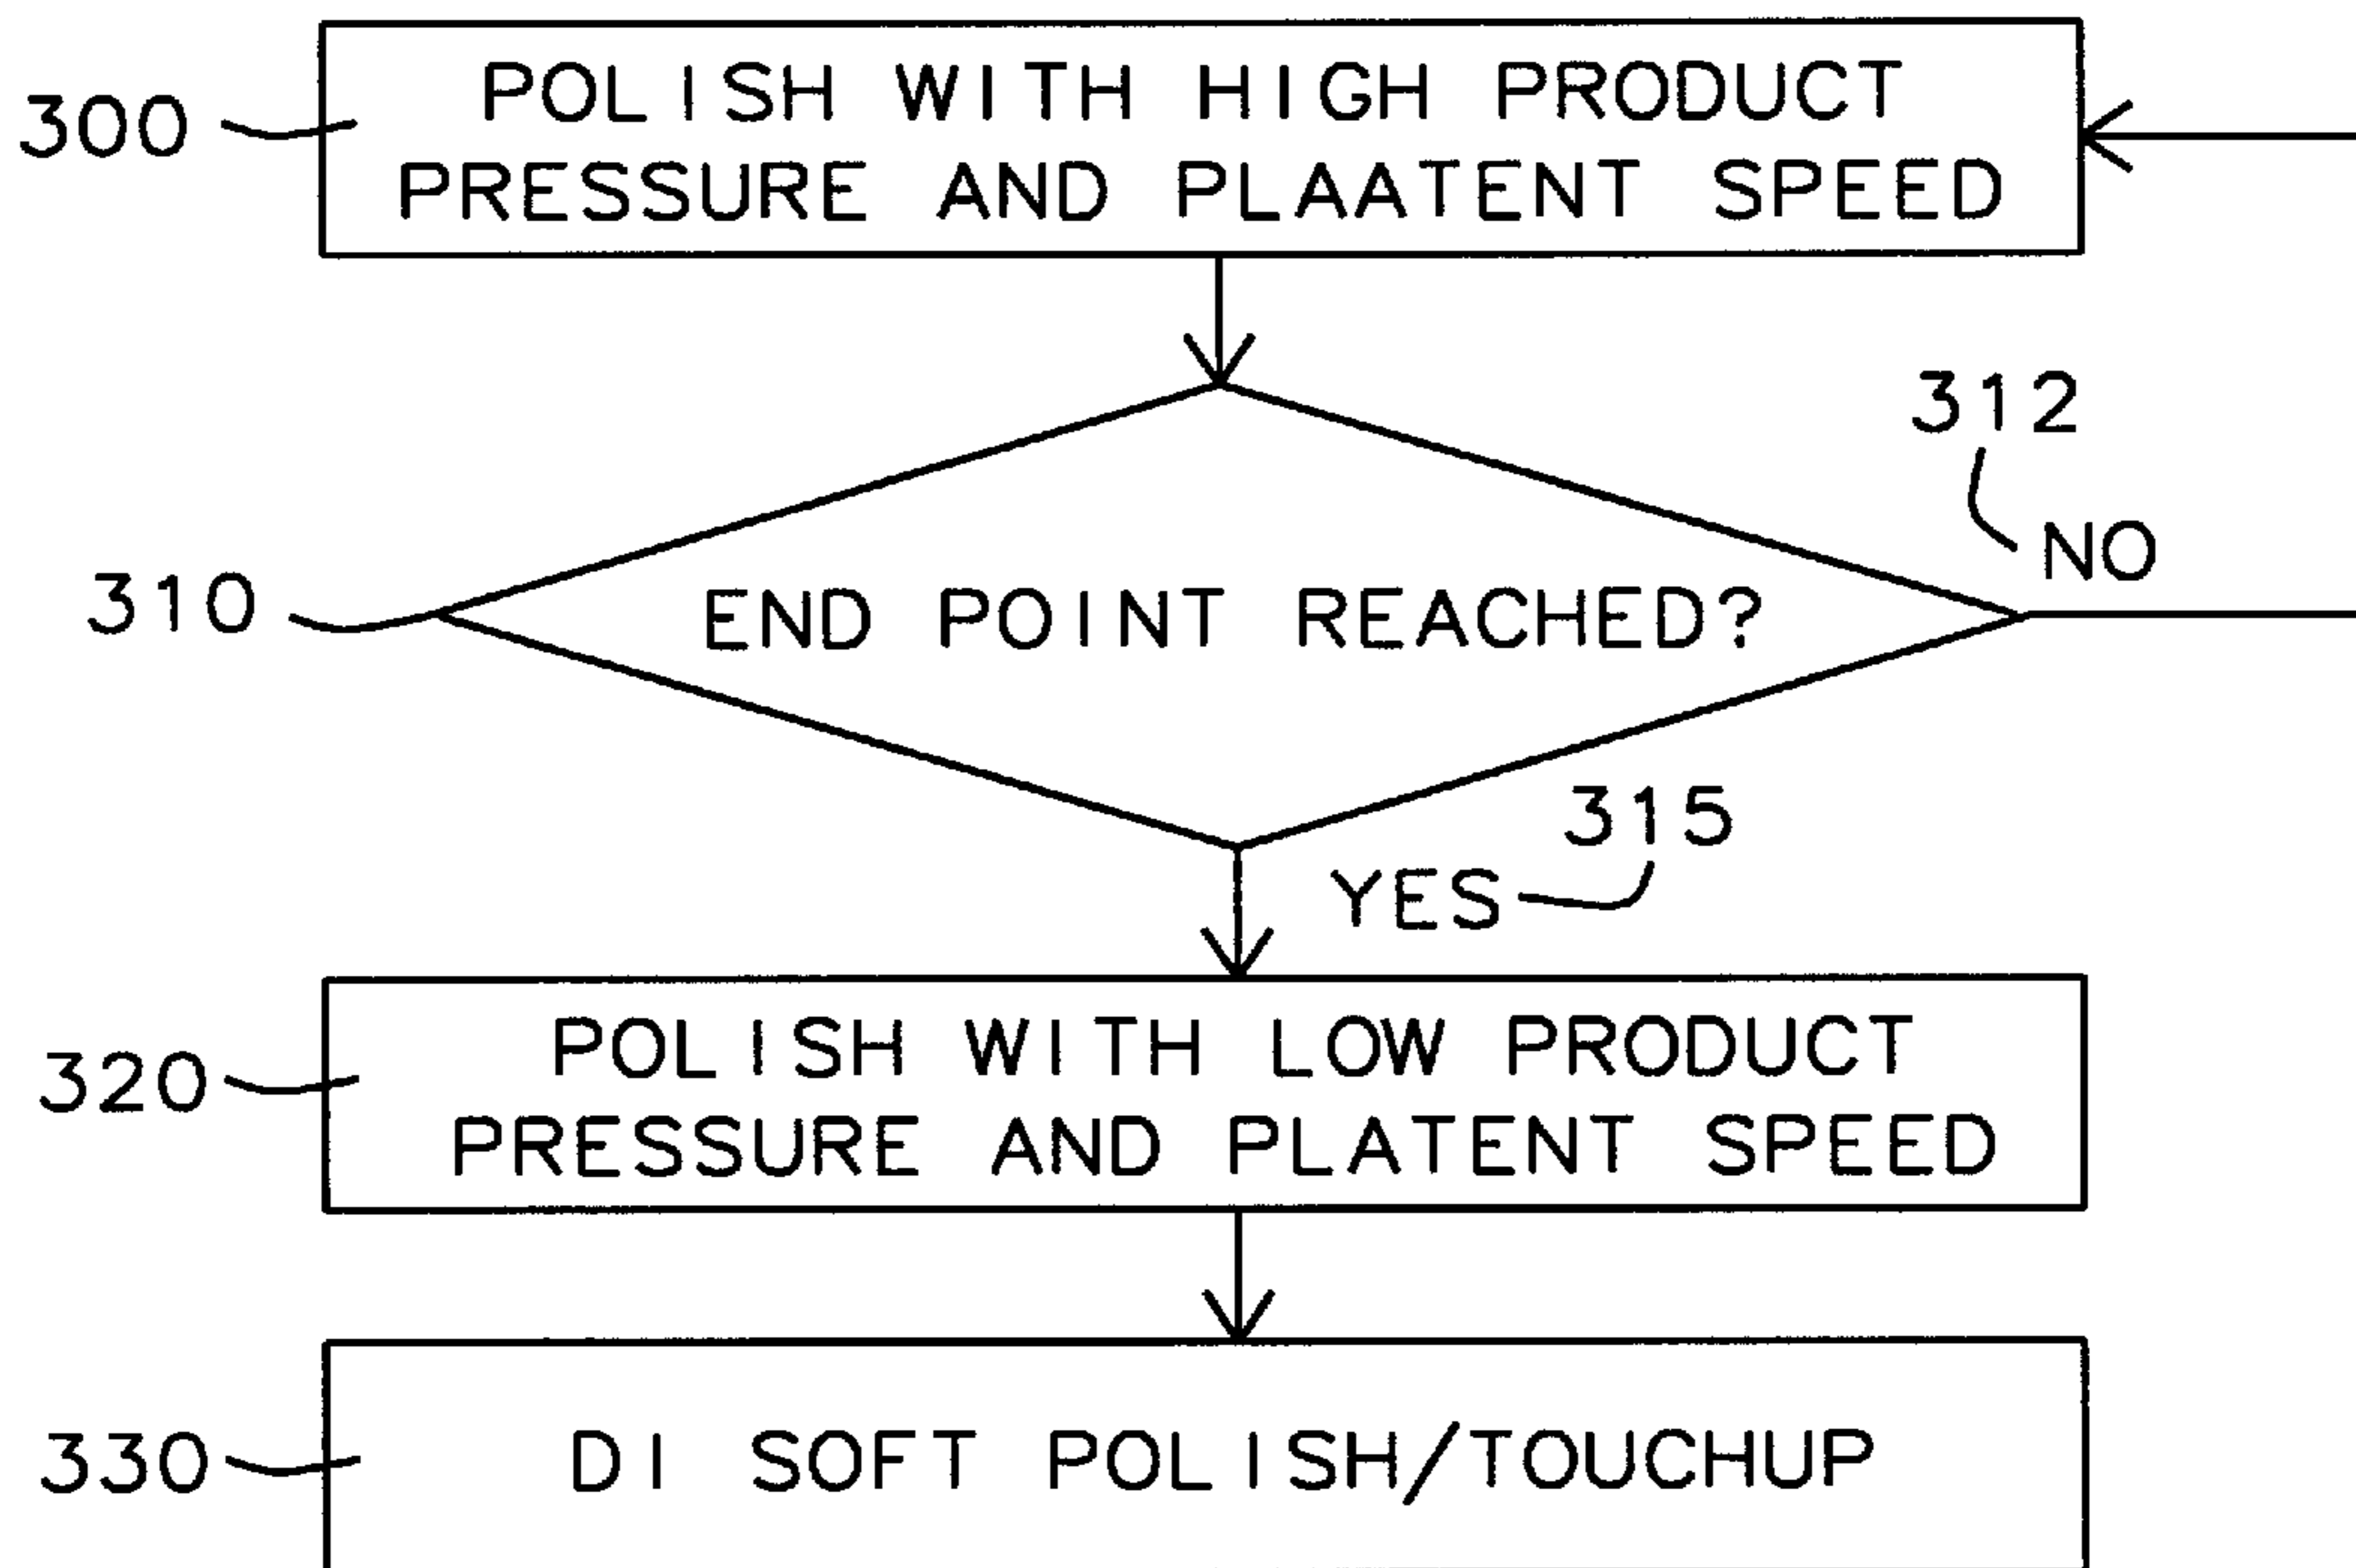 POLISH WITH HIGH PRODUCT
300
PRESSURE AND PLAATENT SPEED
312
NO
310
END POINT REACHED?
315
YES
POLISH WITH LOW PRODUCT
320
PRESSURE AND PLATENT SPEED
330
DI SOFT POLISH/TOUCHUP